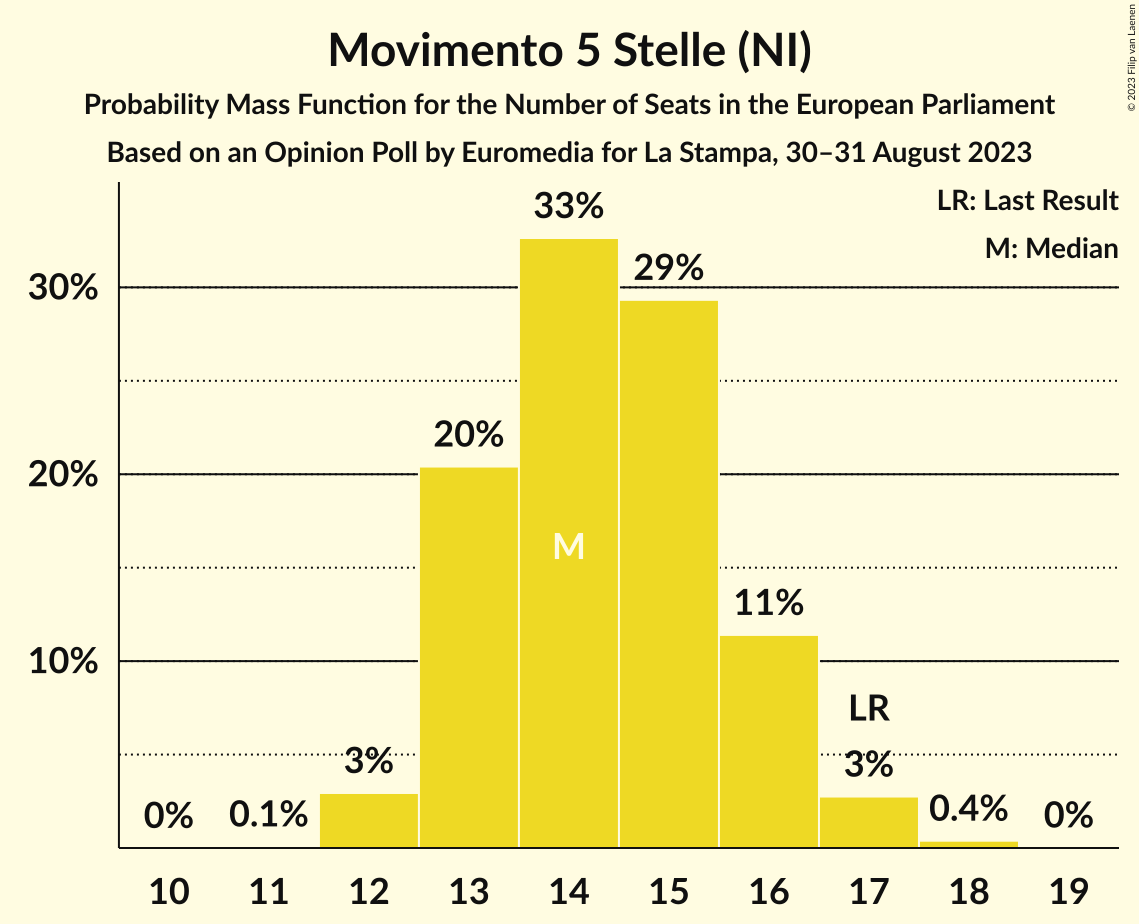 Movimento 5 Stelle (NI)
Probability Mass Function for the Number of Seats in the European Parliament
Based on an Opinion Poll by Euromedia for La Stampa, 30–31 August 2023
© 2023 Filip van Laenen
LR: Last Result
M: Median
33%
29%
30%
20%
20%
M
11%
10%
LR
3%
3%
0%
0.1%
0.4%
0%
10 11 12 13 14 15 16 17 18 19